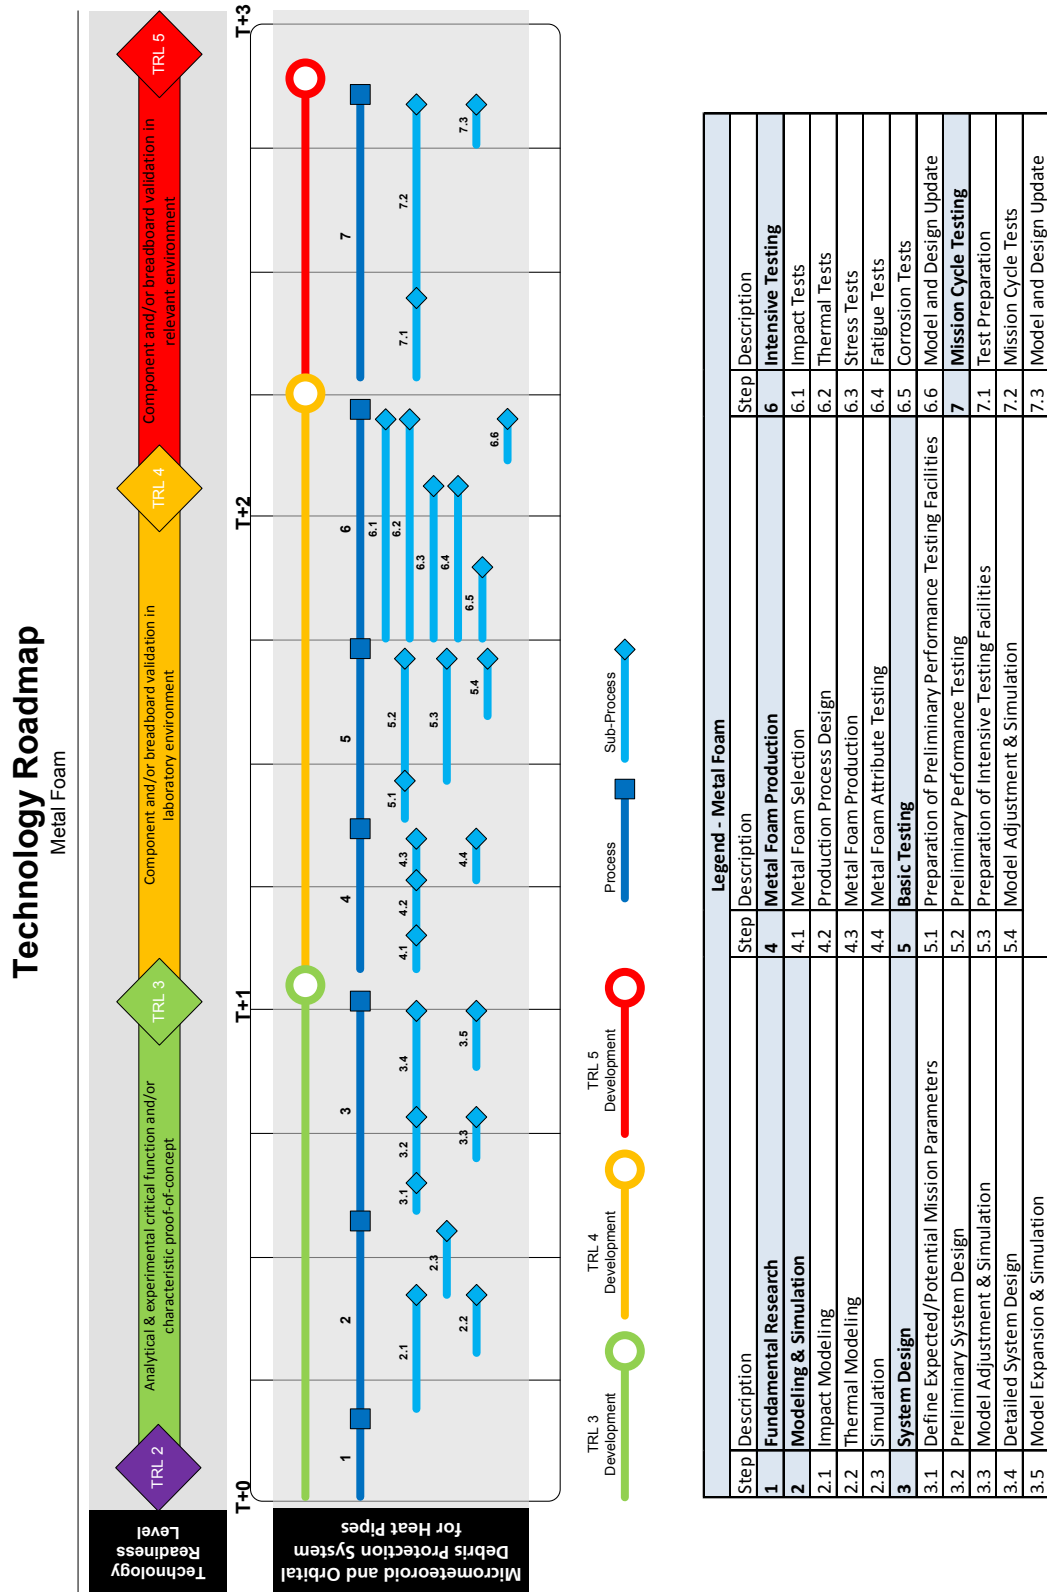 Technology Roadmap
Metal Foam
Technology
Readiness
Level
TRL 2
Analytical & experimental critical function and/or
characteristic proof-of-concept
TRL 3
Component and/or breadboard validation in
laboratory environment
TRL 4
Component and/or breadboard validation in
relevant environment
TRL 5
T+0
T+1
T+2
T+3
Micrometeoroid and Orbital
Debris Protection System
for Heat Pipes
1
2
3
4
5
6
7
2.1
2.2
2.3
3.1
3.2
3.3
3.4
3.5
4.1
4.2
4.3
4.4
5.1
5.2
5.3
5.4
6.1
6.2
6.3
6.4
6.5
6.6
7.1
7.2
7.3
TRL 3
Development
TRL 4
Development
TRL 5
Development
Process
Sub-Process
Legend - Metal Foam
Step Description Step Description Step Description
1 Fundamental Research 4 Metal Foam Production 6 Intensive Testing
2 Modeling & Simulation 4.1 Metal Foam Selection 6.1 Impact Tests
2.1 Impact Modeling 4.2 Production Process Design 6.2 Thermal Tests
2.2 Thermal Modeling 4.3 Metal Foam Production 6.3 Stress Tests
2.3 Simulation 4.4 Metal Foam Attribute Testing 6.4 Fatigue Tests
3 System Design 5 Basic Testing 6.5 Corrosion Tests
3.1 Define Expected/Potential Mission Parameters 5.1 Preparation of Preliminary Performance Testing Facilities 6.6 Model and Design Update
3.2 Preliminary System Design 5.2 Preliminary Performance Testing 7 Mission Cycle Testing
3.3 Model Adjustment & Simulation 5.3 Preparation of Intensive Testing Facilities 7.1 Test Preparation
3.4 Detailed System Design 5.4 Model Adjustment & Simulation 7.2 Mission Cycle Tests
3.5 Model Expansion & Simulation 7.3 Model and Design Update